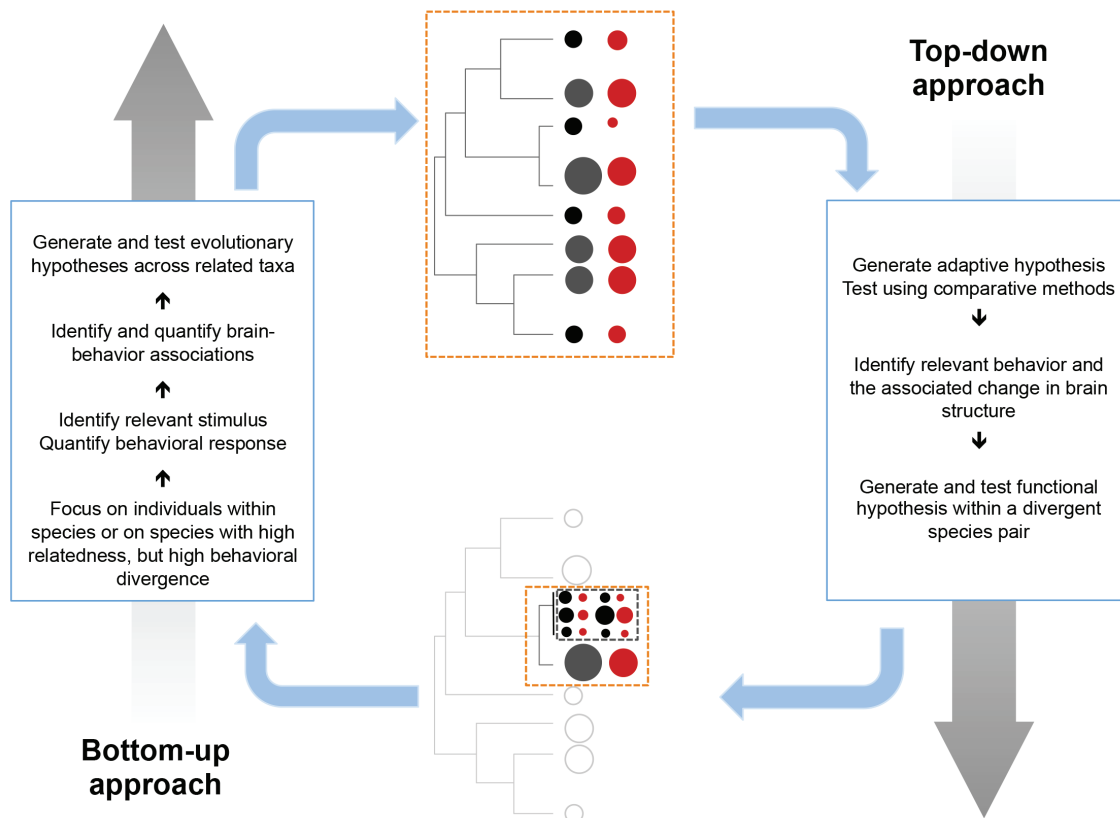 Top-down
approach
Generate and test evolutionary
hypotheses across related taxa
Identify and quantify brain-
behavior associations
Identify relevant stimulus
Quantify behavioral response
Focus on individuals within
species or on species with high
relatedness, but high behavioral
divergence
Generate adaptive hypothesis
Test using comparative methods
Identify relevant behavior and
the associated change in brain
structure
Generate and test functional
hypothesis within a divergent
species pair
Bottom-up
approach